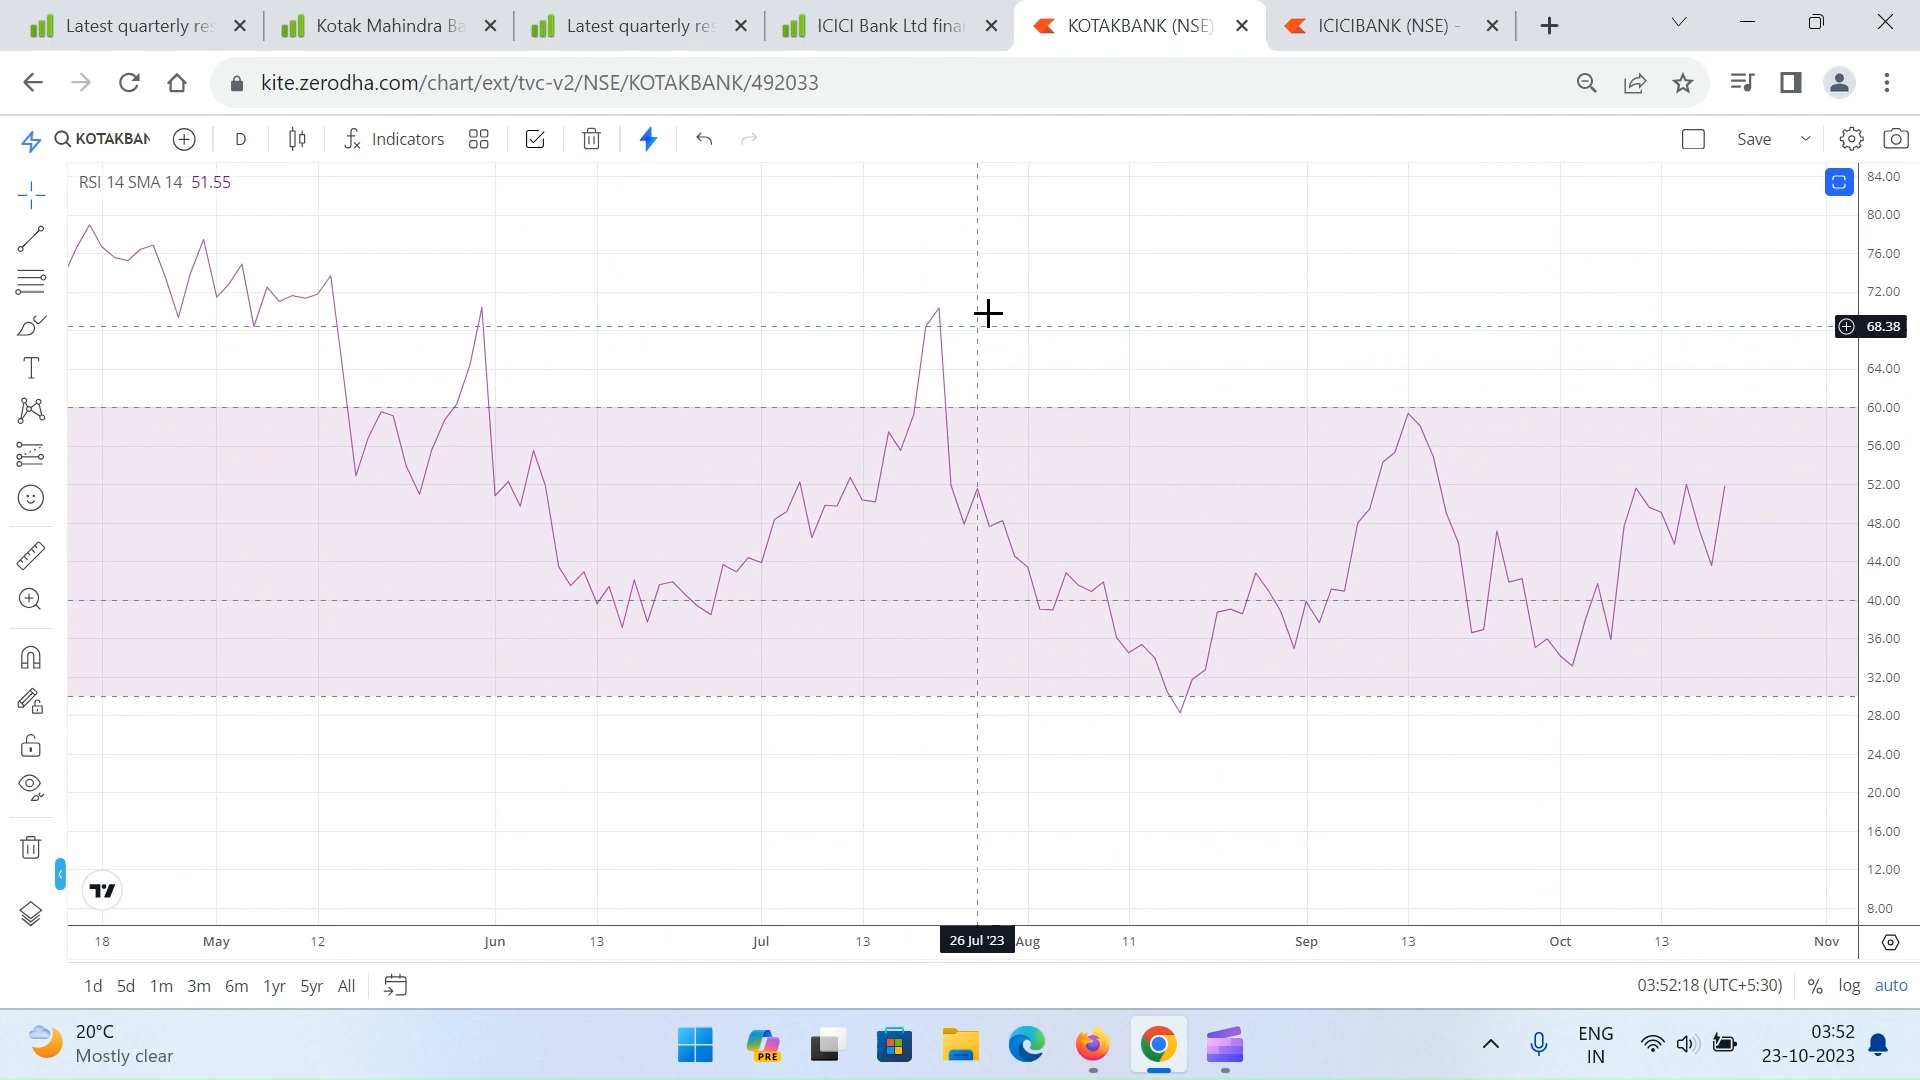 Latest quarterly res
Kotak Mahindra Ba
Latest quarterly res
ICICI Bank Ltd finan
KOTAKBANK (NSE)
ICICIBANK (NSE) -
kite.zerodha.com/chart/ext/tvc-v2/NSE/KOTAKBANK/492033
KOTAKBAN
D
Indicators
Save
RSI 14 SMA 14 51.55
84.00
80.00
76.00
72.00
68.38
64.00
60.00
56.00
52.00
48.00
44.00
40.00
36.00
32.00
28.00
24.00
20.00
16.00
12.00
8.00
18 May 12 Jun 13 Jul 13 26 Jul '23 Aug 11 Sep 13 Oct 13 Nov
1d 5d 1m 3m 6m 1yr 5yr All
03:52:18 (UTC+5:30) % log auto
20°C
Mostly clear
PRE
ENG
IN
03:52
23-10-2023